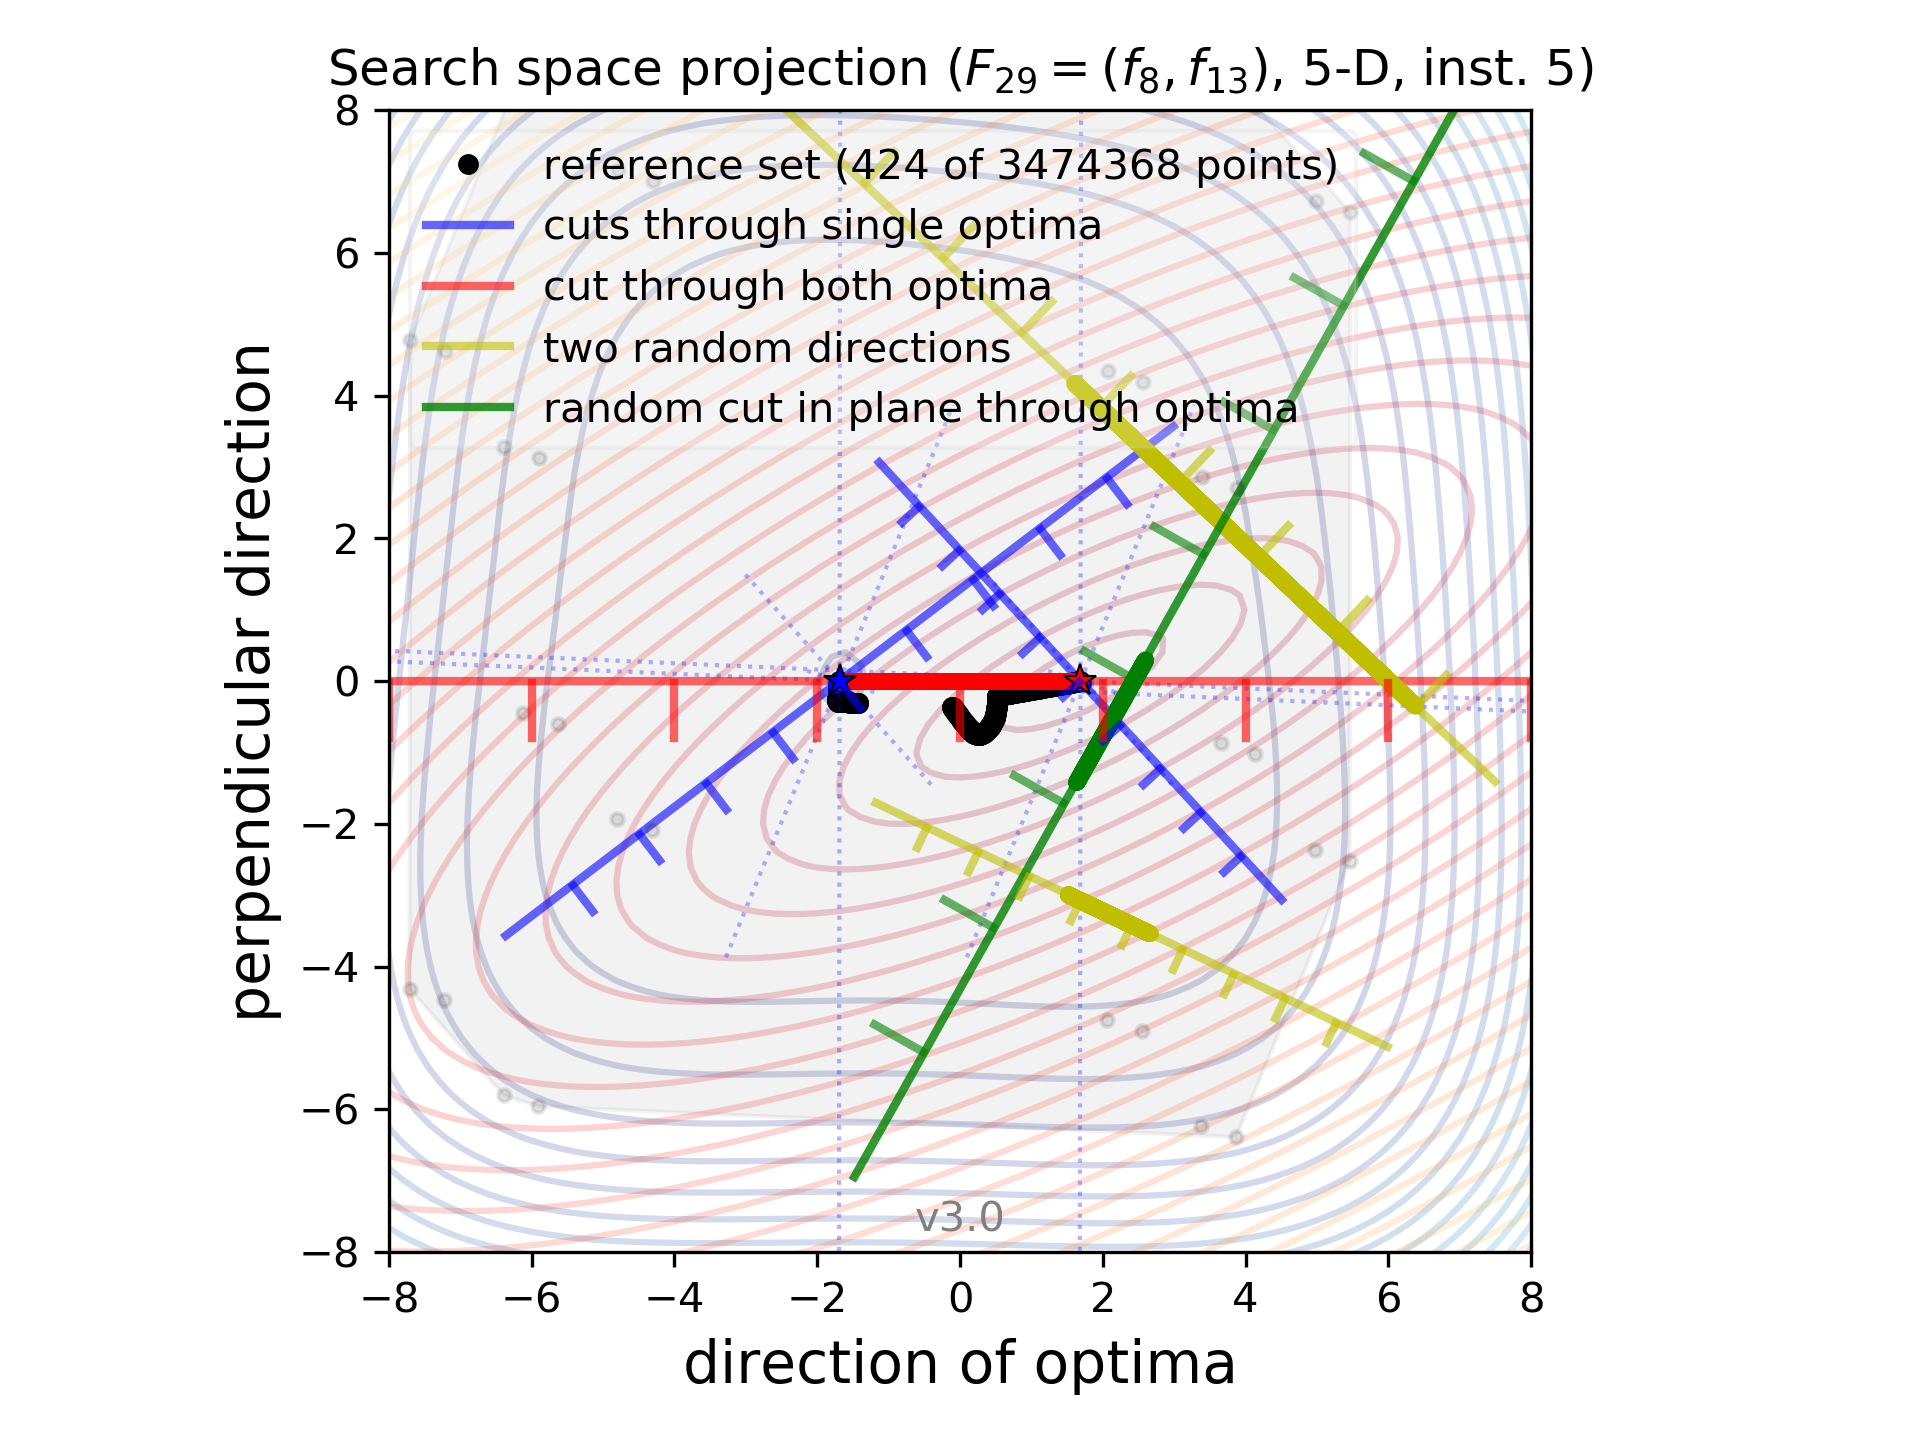 Search space projection (F₂₉ = (f₈, f₁₃), 5-D, inst. 5)
reference set (424 of 3474368 points)
cuts through single optima
cut through both optima
two random directions
random cut in plane through optima
8
6
4
2
0
−2
−4
−6
−8
perpendicular direction
v3.0
−8 −6 −4 −2 0 2 4 6 8
direction of optima